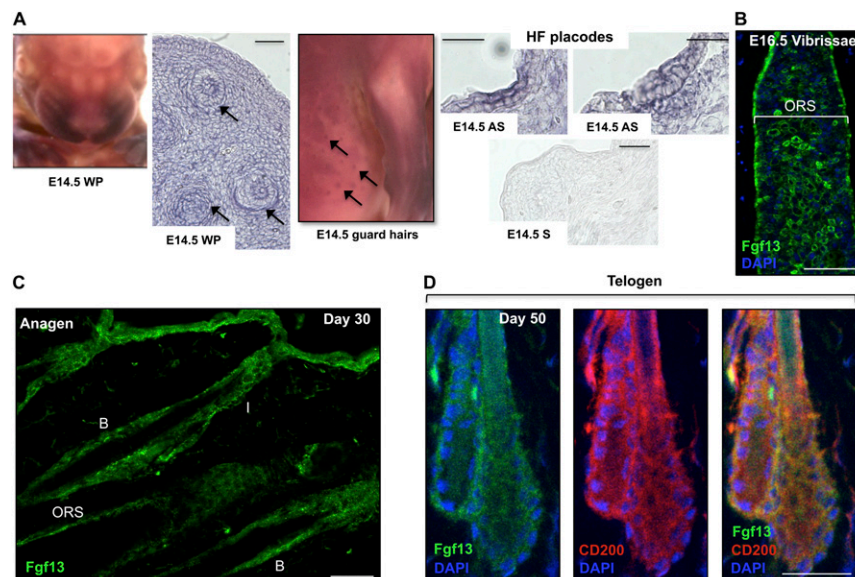 A
E14.5 WP
E14.5 WP
E14.5 guard hairs
HF placodes
E14.5 AS
E14.5 AS
E14.5 S
B
E16.5 Vibrissae
ORS
Fgf13
DAPI
C
Anagen
Day 30
B
I
ORS
B
Fgf13
D
Telogen
Day 50
Fgf13
DAPI
CD200
DAPI
Fgf13
CD200
DAPI